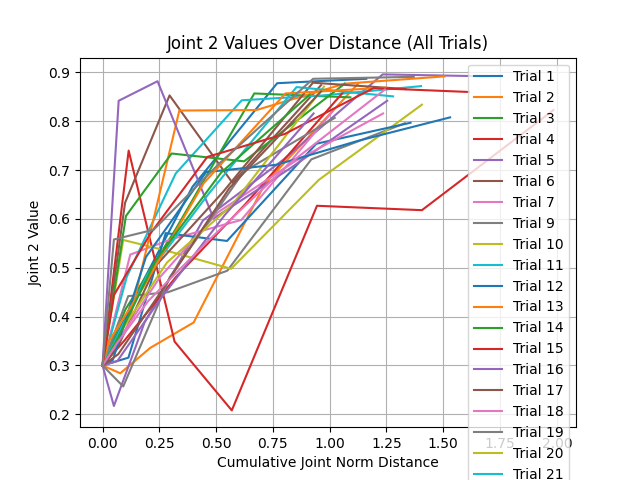 Joint 2 Values Over Distance (All Trials)
Joint 2 Value
0.9
0.8
0.7
0.6
0.5
0.4
0.3
0.2
0.00
0.25
0.50
0.75
1.00
1.25
1.50
1.75
2.00
Cumulative Joint Norm Distance
Trial 1
Trial 2
Trial 3
Trial 4
Trial 5
Trial 6
Trial 7
Trial 9
Trial 10
Trial 11
Trial 12
Trial 13
Trial 14
Trial 15
Trial 16
Trial 17
Trial 18
Trial 19
Trial 20
Trial 21